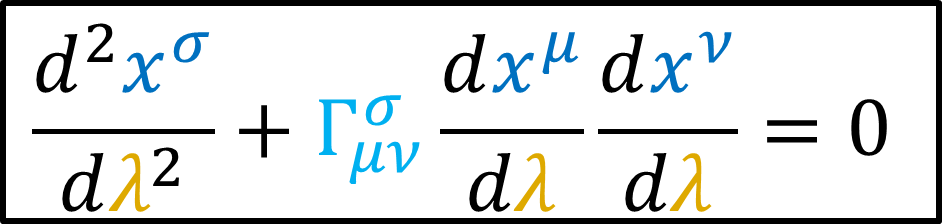 d²x^σ/dλ² + Γ^σ_μν dx^μ/dλ dx^ν/dλ = 0